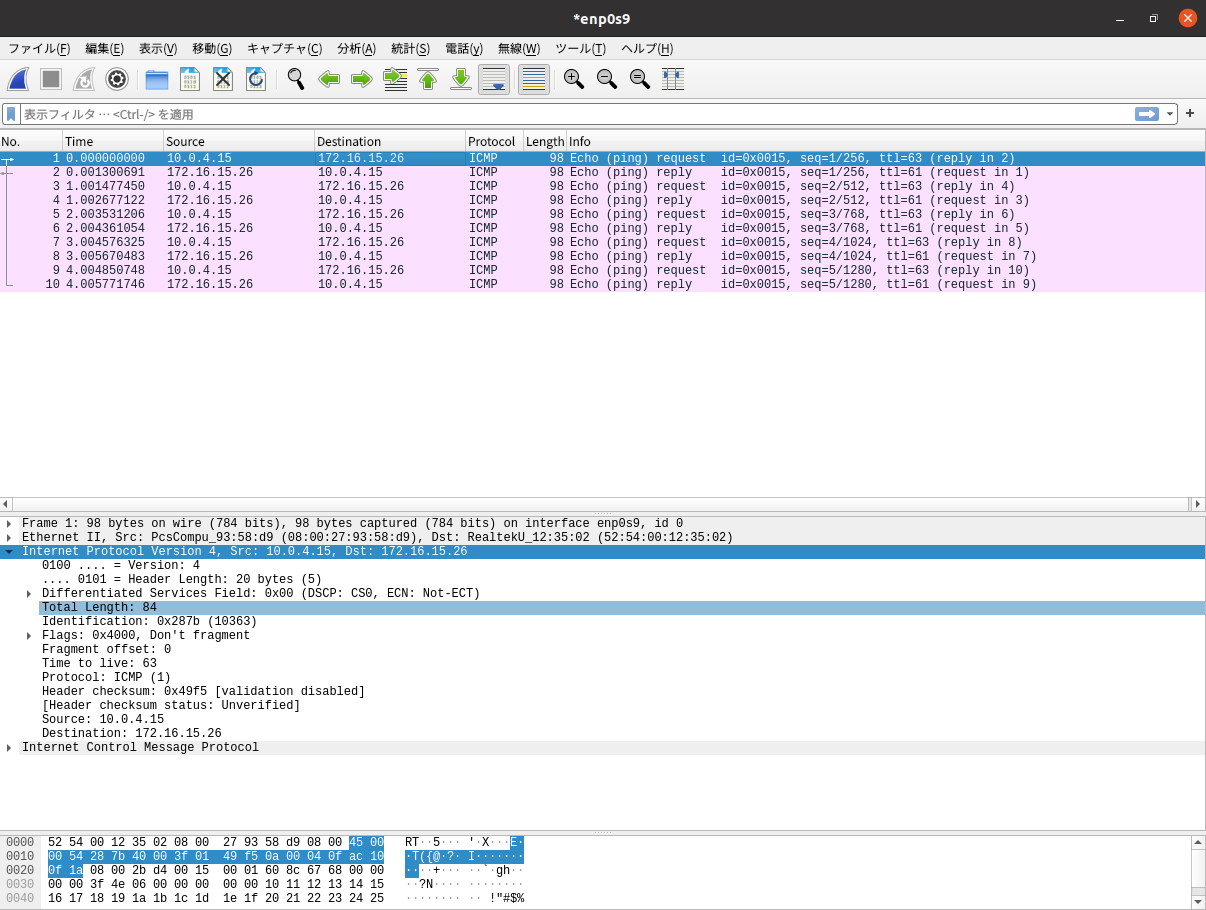 *enp0s9
ファイル(F) 編集(E) 表示(V) 移動(G) キャプチャ(C) 分析(A) 統計(S) 電話(y) 無線(W) ツール(T) ヘルプ(H)
表示フィルタ … <Ctrl-/> を適用
No. Time Source Destination Protocol Length Info
1 0.000000000 10.0.4.15 172.16.15.26 ICMP 98 Echo (ping) request id=0x0015, seq=1/256, ttl=63 (reply in 2)
2 0.001300691 172.16.15.26 10.0.4.15 ICMP 98 Echo (ping) reply id=0x0015, seq=1/256, ttl=61 (request in 1)
3 1.001477450 10.0.4.15 172.16.15.26 ICMP 98 Echo (ping) request id=0x0015, seq=2/512, ttl=63 (reply in 4)
4 1.002677122 172.16.15.26 10.0.4.15 ICMP 98 Echo (ping) reply id=0x0015, seq=2/512, ttl=61 (request in 3)
5 2.003531206 10.0.4.15 172.16.15.26 ICMP 98 Echo (ping) request id=0x0015, seq=3/768, ttl=63 (reply in 6)
6 2.004361054 172.16.15.26 10.0.4.15 ICMP 98 Echo (ping) reply id=0x0015, seq=3/768, ttl=61 (request in 5)
7 3.004576325 10.0.4.15 172.16.15.26 ICMP 98 Echo (ping) request id=0x0015, seq=4/1024, ttl=63 (reply in 8)
8 3.005670483 172.16.15.26 10.0.4.15 ICMP 98 Echo (ping) reply id=0x0015, seq=4/1024, ttl=61 (request in 7)
9 4.004850748 10.0.4.15 172.16.15.26 ICMP 98 Echo (ping) request id=0x0015, seq=5/1280, ttl=63 (reply in 10)
10 4.005771746 172.16.15.26 10.0.4.15 ICMP 98 Echo (ping) reply id=0x0015, seq=5/1280, ttl=61 (request in 9)
Frame 1: 98 bytes on wire (784 bits), 98 bytes captured (784 bits) on interface enp0s9, id 0
Ethernet II, Src: PcsCompu_93:58:d9 (08:00:27:93:58:d9), Dst: RealtekU_12:35:02 (52:54:00:12:35:02)
Internet Protocol Version 4, Src: 10.0.4.15, Dst: 172.16.15.26
0100 .... = Version: 4
.... 0101 = Header Length: 20 bytes (5)
Differentiated Services Field: 0x00 (DSCP: CS0, ECN: Not-ECT)
Total Length: 84
Identification: 0x287b (10363)
Flags: 0x4000, Don't fragment
Fragment offset: 0
Time to live: 63
Protocol: ICMP (1)
Header checksum: 0x49f5 [validation disabled]
[Header checksum status: Unverified]
Source: 10.0.4.15
Destination: 172.16.15.26
Internet Control Message Protocol
0000 52 54 00 12 35 02 08 00 27 93 58 d9 08 00 45 00 RT··5··· '·X···E·
0010 00 54 28 7b 40 00 3f 01 49 f5 0a 00 04 0f ac 10 ·T({@·?· I·······
0020 0f 1a 08 00 2b d4 00 15 00 01 60 8c 67 68 00 00 ····+··· ··`·gh··
0030 00 00 3f 4e 06 00 00 00 00 00 10 11 12 13 14 15 ··?N···· ········
0040 16 17 18 19 1a 1b 1c 1d 1e 1f 20 21 22 23 24 25 ········ ·· !"#$%